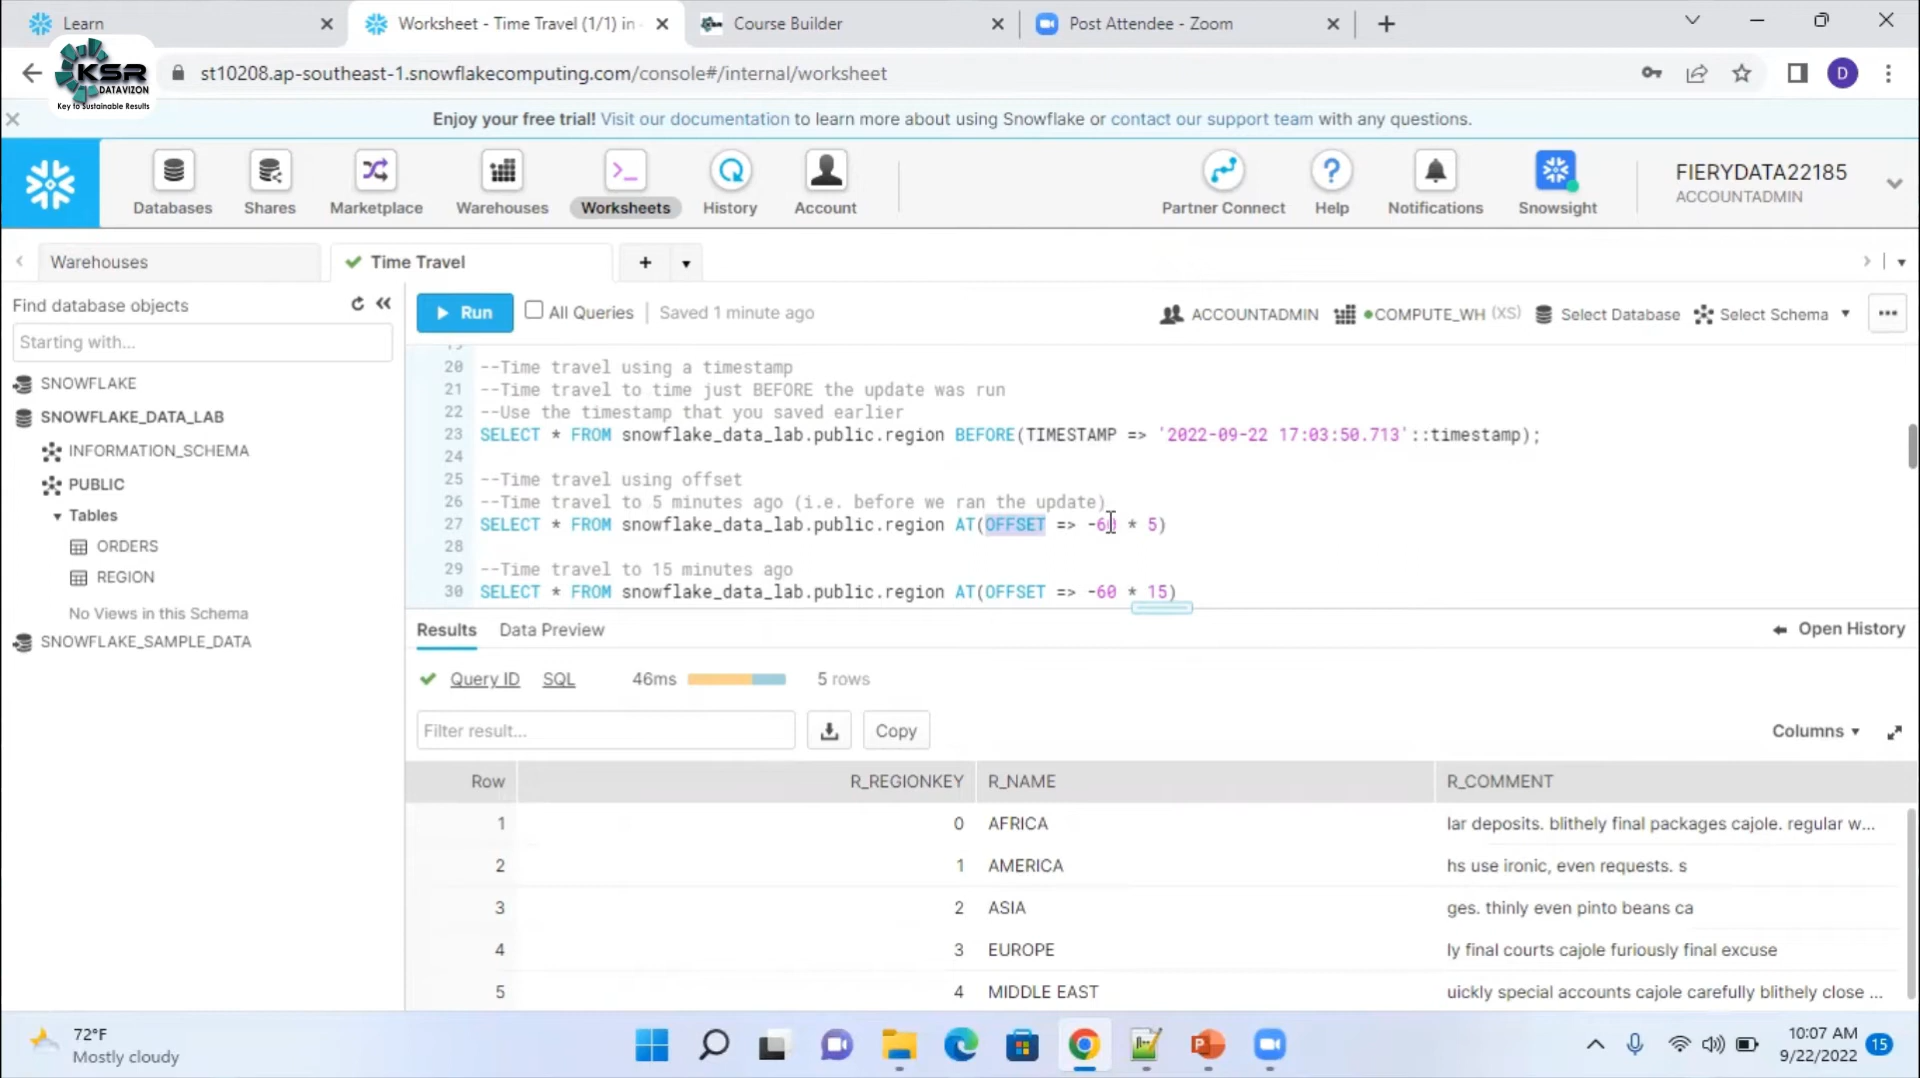 Learn
Worksheet - Time Travel (1/1) in
Course Builder
Post Attendee - Zoom
KSR
DATAVIZON
Key to Sustainable Results
st10208.ap-southeast-1.snowflakecomputing.com/console#/internal/worksheet
D
Enjoy your free trial! Visit our documentation to learn more about using Snowflake or contact our support team with any questions.
Databases
Shares
Marketplace
Warehouses
Worksheets
History
Account
Partner Connect
Help
Notifications
Snowsight
FIERYDATA22185
ACCOUNTADMIN
Warehouses
Time Travel
Find database objects
Starting with...
SNOWFLAKE
SNOWFLAKE_DATA_LAB
INFORMATION_SCHEMA
PUBLIC
Tables
ORDERS
REGION
No Views in this Schema
SNOWFLAKE_SAMPLE_DATA
Run
All Queries
Saved 1 minute ago
ACCOUNTADMIN
COMPUTE_WH (XS)
Select Database
Select Schema
19
20 --Time travel using a timestamp
21 --Time travel to time just BEFORE the update was run
22 --Use the timestamp that you saved earlier
23 SELECT * FROM snowflake_data_lab.public.region BEFORE(TIMESTAMP => '2022-09-22 17:03:50.713'::timestamp);
24
25 --Time travel using offset
26 --Time travel to 5 minutes ago (i.e. before we ran the update)
27 SELECT * FROM snowflake_data_lab.public.region AT(OFFSET => -60 * 5)
28
29 --Time travel to 15 minutes ago
30 SELECT * FROM snowflake_data_lab.public.region AT(OFFSET => -60 * 15)
Results
Data Preview
Open History
Query ID
SQL
46ms
5 rows
Filter result...
Copy
Columns
Row R_REGIONKEY R_NAME R_COMMENT
1 0 AFRICA lar deposits. blithely final packages cajole. regular w...
2 1 AMERICA hs use ironic, even requests. s
3 2 ASIA ges. thinly even pinto beans ca
4 3 EUROPE ly final courts cajole furiously final excuse
5 4 MIDDLE EAST uickly special accounts cajole carefully blithely close ...
72°F
Mostly cloudy
10:07 AM
9/22/2022
15